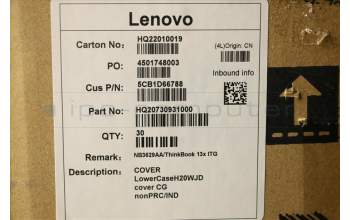 Lenovo
Carton No: HQ22010019
(4L)Origin: CN
PO: 4501748003
Inbound info
Cus P/N: 5CB1D66788
Part No: HQ20730931000
QTY: 30
Remark: NB3629AA/ThinkBook 13x ITG
Description: COVER
LowerCaseH20WJD
cover CG
nonPRC/IND